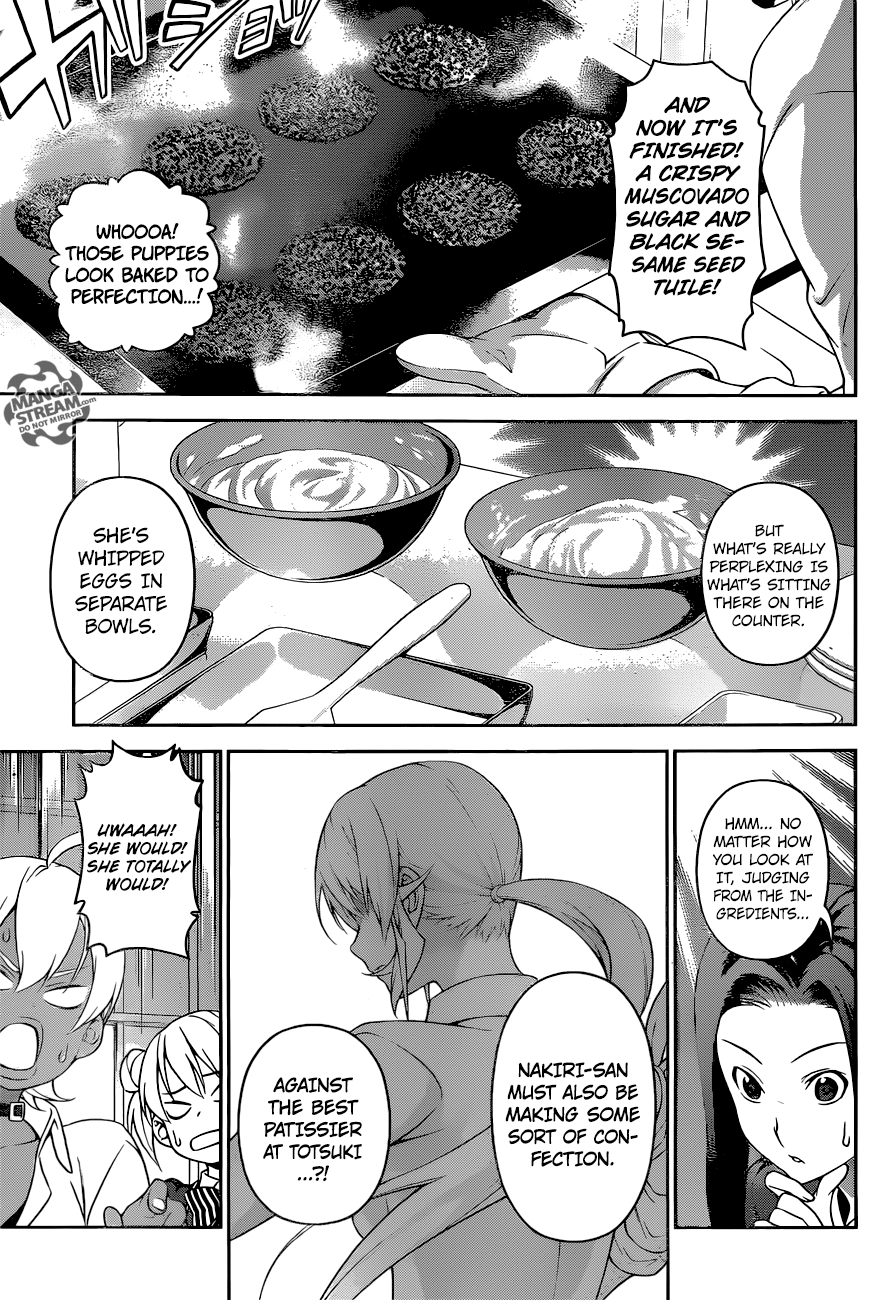 AND
NOW IT'S
FINISHED!
A CRISPY
MUSCOVADO
SUGAR AND
BLACK SE-
SAME SEED
TUILE!
WHOOOA!
THOSE PUPPIES
LOOK BAKED TO
PERFECTION...!
MANGA
STREAM.com
DO NOT MIRROR!
BUT
WHAT'S REALLY
PERPLEXING IS
WHAT'S SITTING
THERE ON THE
COUNTER.
SHE'S
WHIPPED
EGGS IN
SEPARATE
BOWLS.
HMM... NO
MATTER HOW
YOU LOOK AT
IT, JUDGING
FROM THE IN-
GREDIENTS...
NAKIRI-SAN
MUST ALSO BE
MAKING SOME
SORT OF CON-
FECTION.
AGAINST
THE BEST
PATISSIER
AT TOTSUKI
...?!
UWAAAH!
SHE WOULD!
SHE TOTALLY
WOULD!